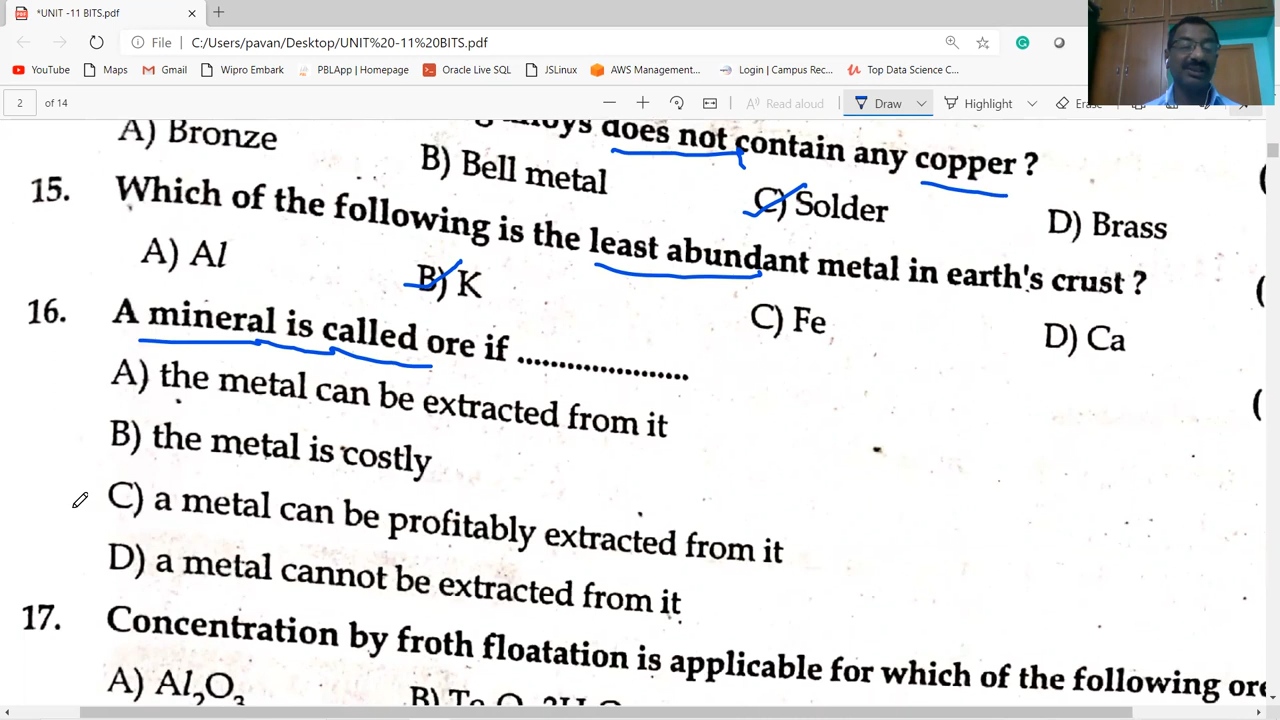 *UNIT -11 BITS.pdf
File C:/Users/pavan/Desktop/UNIT%20-11%20BITS.pdf
YouTube Maps Gmail Wipro Embark PBLApp | Homepage Oracle Live SQL JSLinux AWS Management... Login | Campus Rec... Top Data Science C...
2 of 14 Read aloud Draw Highlight
does not contain any copper ?
A) Bronze B) Bell metal C) Solder D) Brass
15. Which of the following is the least abundant metal in earth's crust ?
A) Al B) K C) Fe D) Ca
16. A mineral is called ore if .....................
A) the metal can be extracted from it
B) the metal is costly
C) a metal can be profitably extracted from it
D) a metal cannot be extracted from it
17. Concentration by froth floatation is applicable for which of the following
A) Al₂O₃ B)